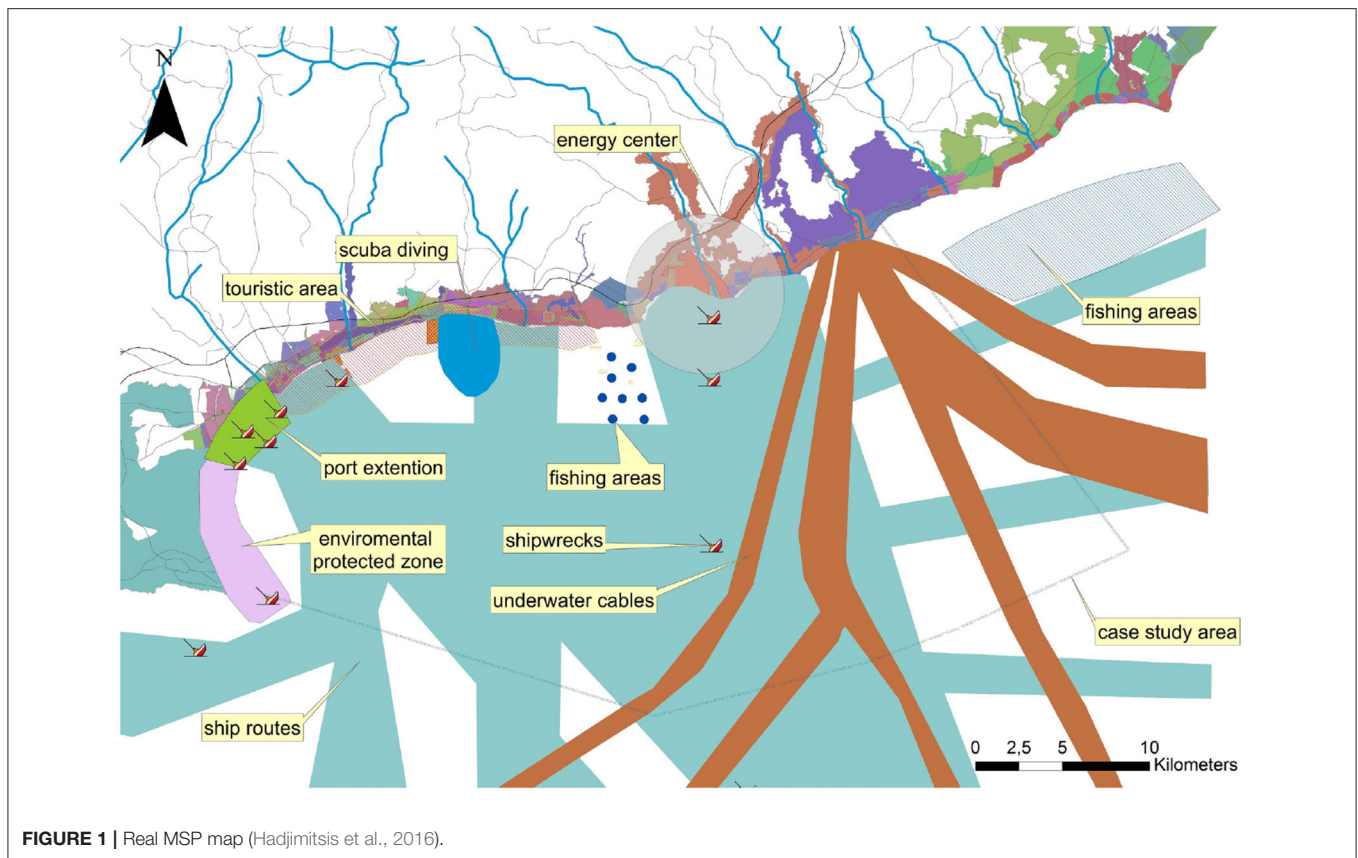 N
energy center
scuba diving
touristic area
fishing areas
port extention
fishing areas
enviromental
protected zone
shipwrecks
underwater cables
case study area
ship routes
0 2,5 5 10
Kilometers
FIGURE 1 | Real MSP map (Hadjimitsis et al., 2016).